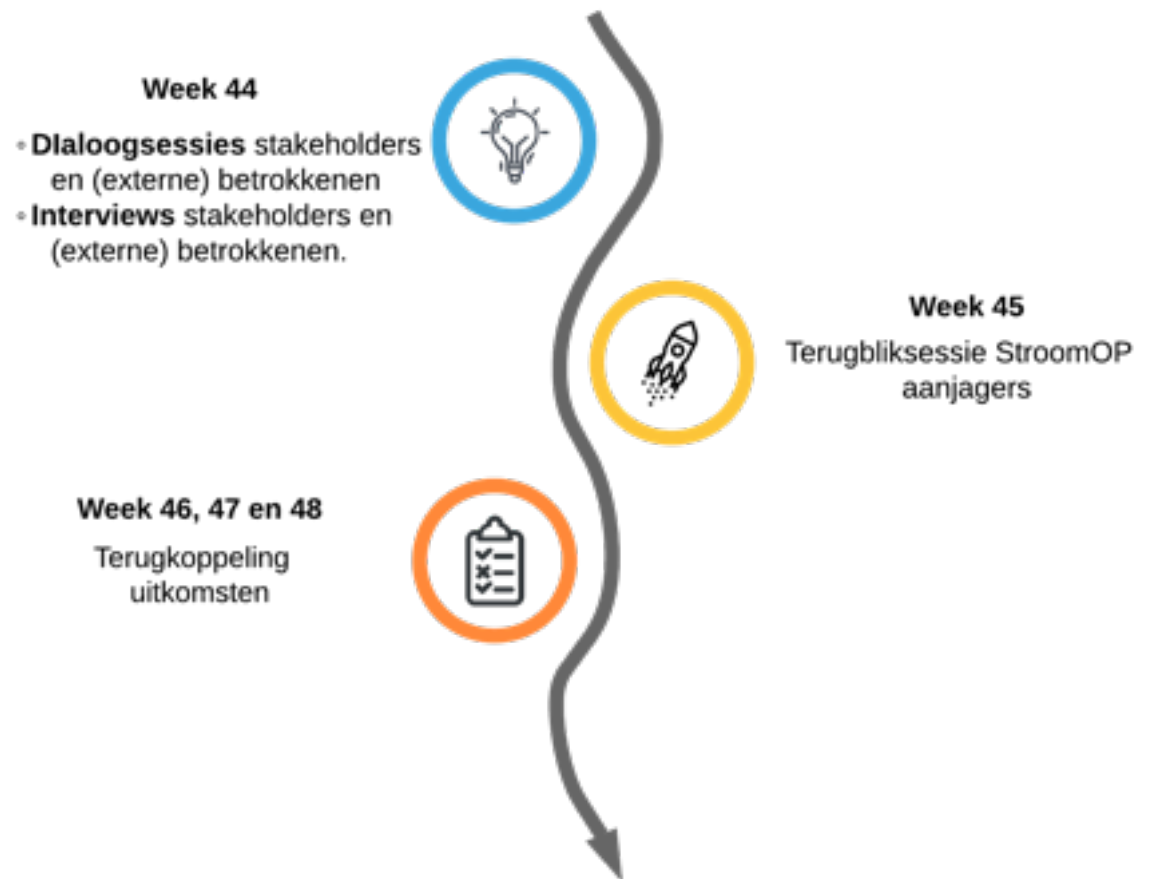 Week 44
◦ DIaloogsessies stakeholders
en (externe) betrokkenen
◦ Interviews stakeholders en
(externe) betrokkenen.
Week 45
Terugbliksessie StroomOP
aanjagers
Week 46, 47 en 48
Terugkoppeling
uitkomsten